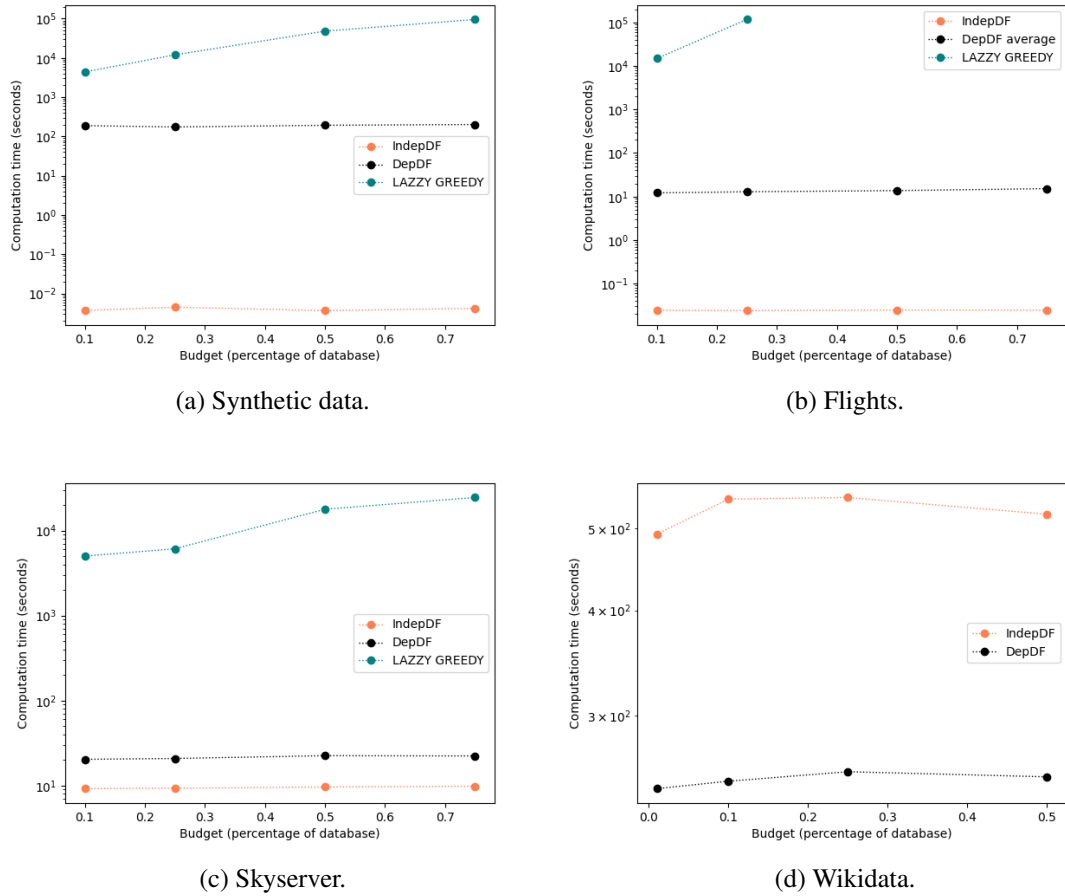 10^5
10^4
10^3
10^2
10^1
10^0
10^-1
10^-2
Computation time (seconds)
IndepDF
DepDF
LAZZY GREEDY
0.1 0.2 0.3 0.4 0.5 0.6 0.7
Budget (percentage of database)
(a) Synthetic data.
10^5
10^4
10^3
10^2
10^1
10^0
10^-1
Computation time (seconds)
IndepDF
DepDF average
LAZZY GREEDY
0.1 0.2 0.3 0.4 0.5 0.6 0.7
Budget (percentage of database)
(b) Flights.
10^4
10^3
10^2
10^1
Computation time (seconds)
IndepDF
DepDF
LAZZY GREEDY
0.1 0.2 0.3 0.4 0.5 0.6 0.7
Budget (percentage of database)
(c) Skyserver.
5 × 10^2
4 × 10^2
3 × 10^2
Computation time (seconds)
IndepDF
DepDF
0.0 0.1 0.2 0.3 0.4 0.5
Budget (percentage of database)
(d) Wikidata.